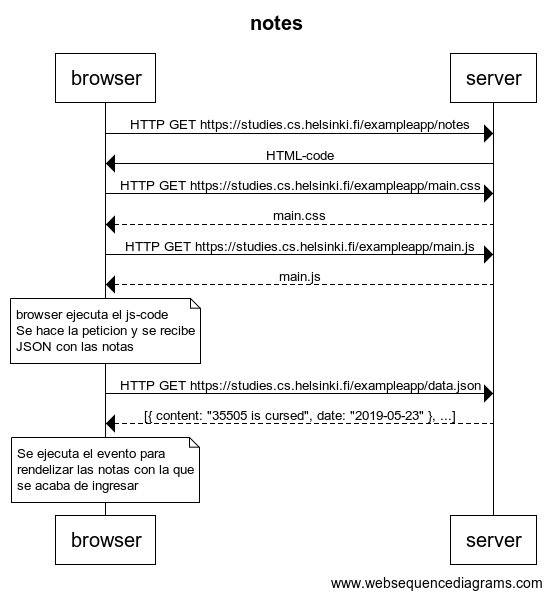 notes
browser
server
HTTP GET https://studies.cs.helsinki.fi/exampleapp/notes
HTML-code
HTTP GET https://studies.cs.helsinki.fi/exampleapp/main.css
main.css
HTTP GET https://studies.cs.helsinki.fi/exampleapp/main.js
main.js
browser ejecuta el js-code
Se hace la peticion y se recibe
JSON con las notas
HTTP GET https://studies.cs.helsinki.fi/exampleapp/data.json
[{ content: "35505 is cursed", date: "2019-05-23" }, ...]
Se ejecuta el evento para
rendelizar las notas con la que
se acaba de ingresar
browser
server
www.websequencediagrams.com